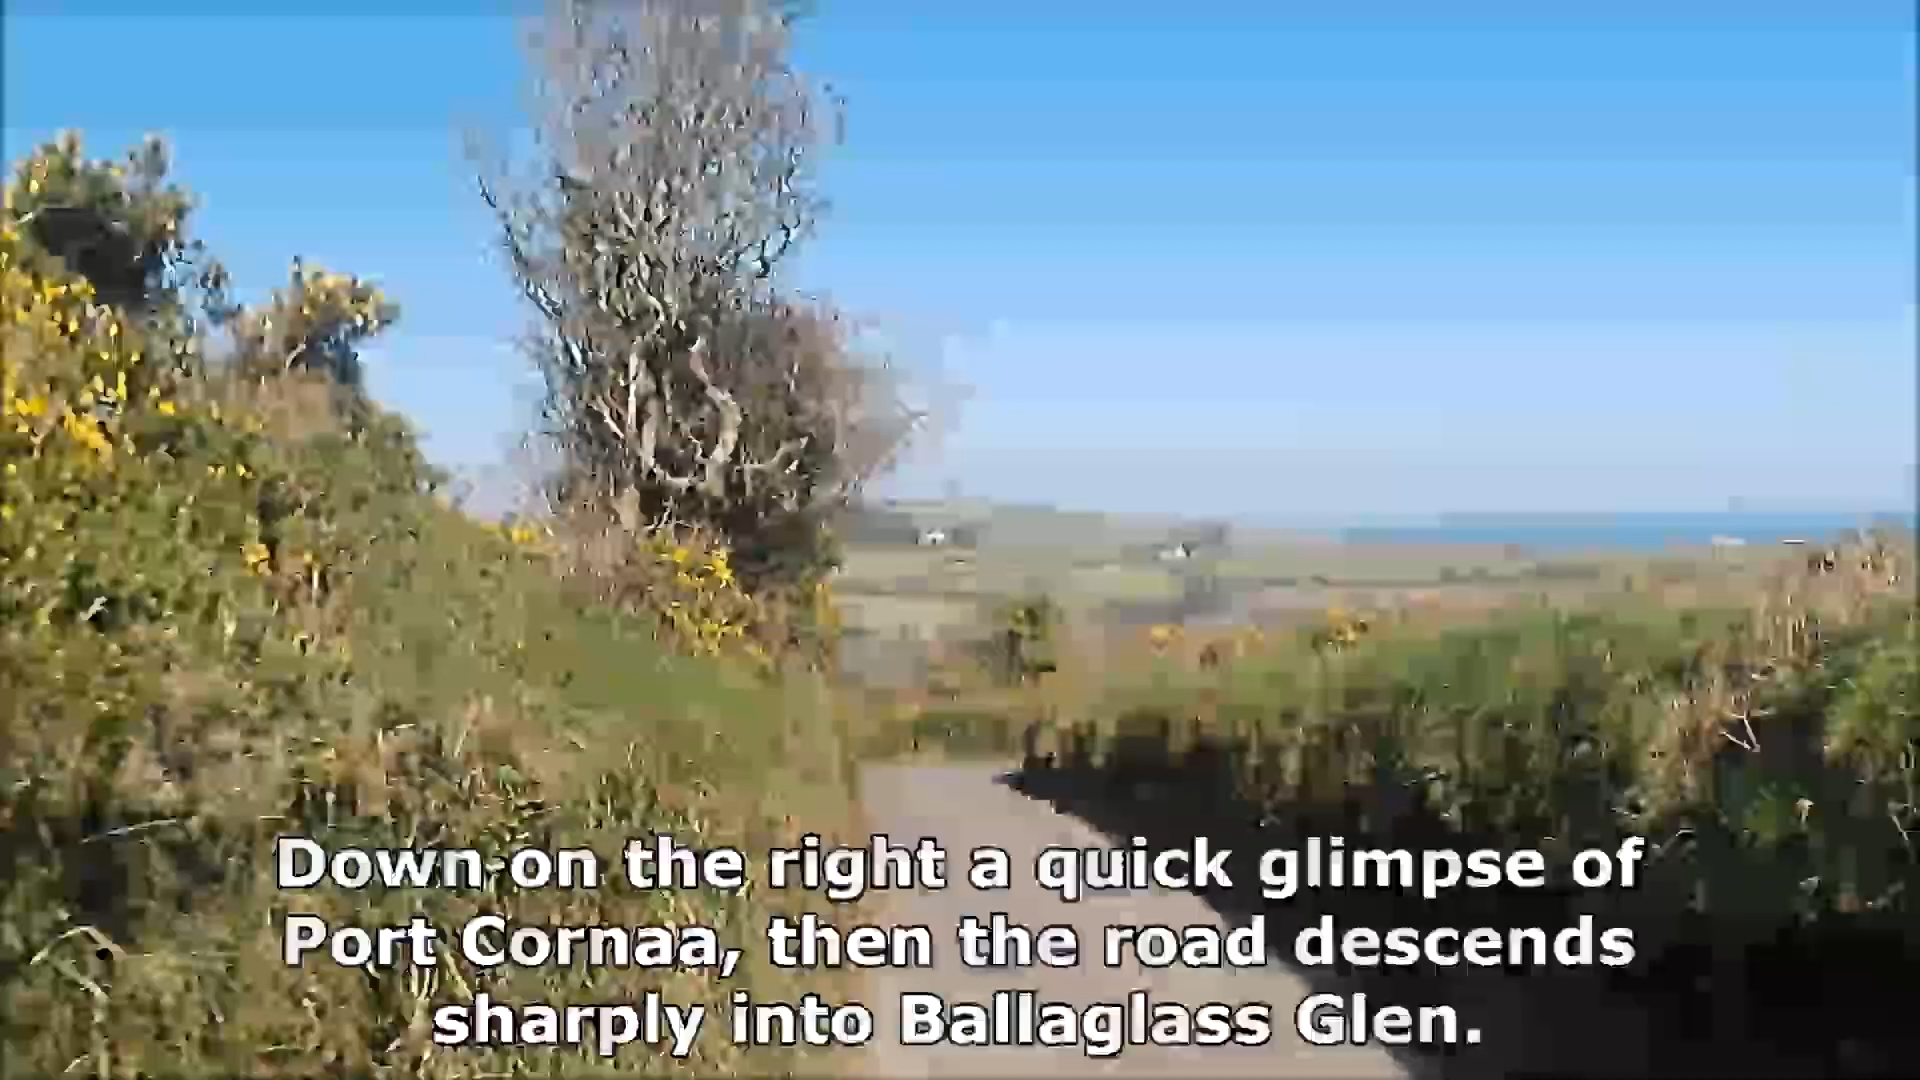 Down on the right a quick glimpse of
Port Cornaa, then the road descends
sharply into Ballaglass Glen.